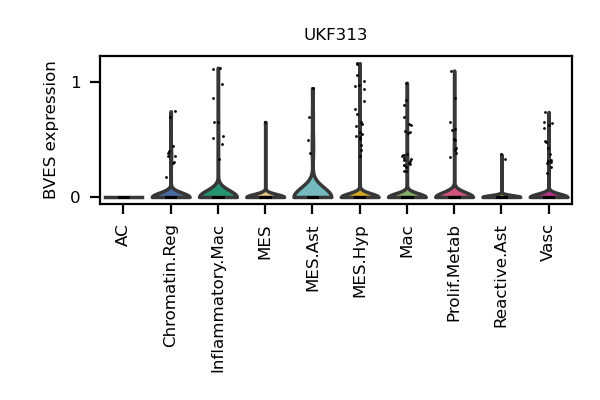 UKF313
BVES expression
1
0
AC
Chromatin.Reg
Inflammatory.Mac
MES
MES.Ast
MES.Hyp
Mac
Prolif.Metab
Reactive.Ast
Vasc